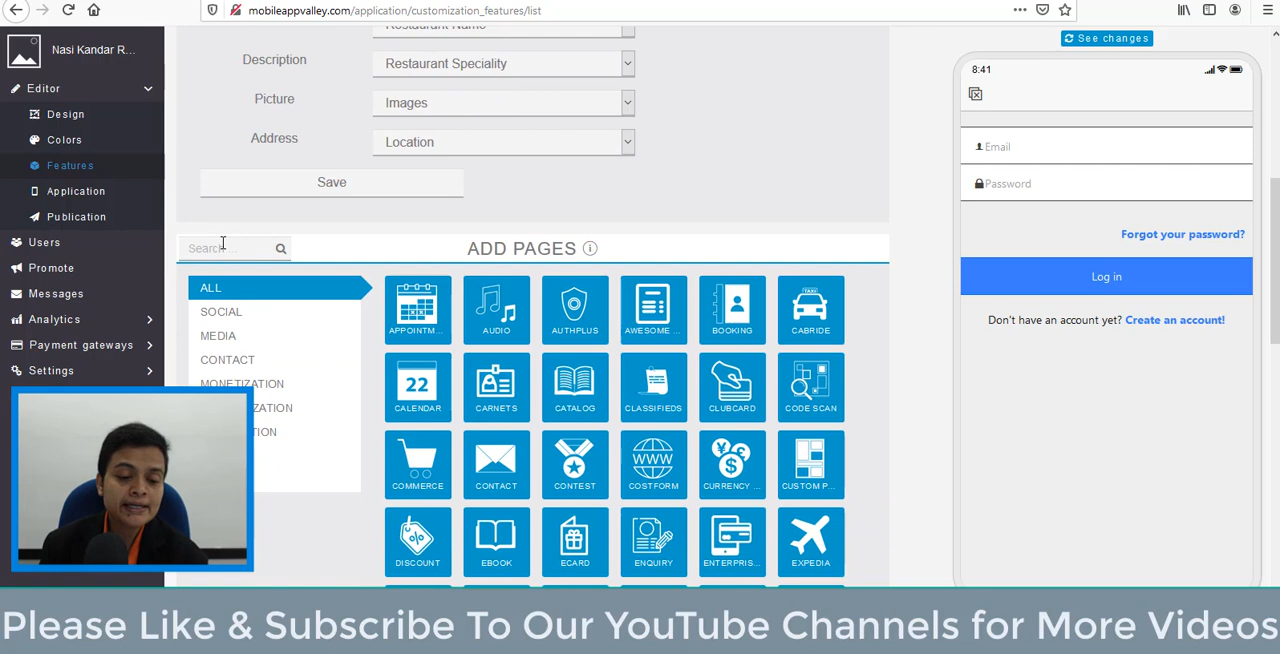 mobileappvalley.com/application/customization_features/list
Nasi Kandar R...
Editor
Design
Colors
Features
Application
Publication
Users
Promote
Messages
Analytics
Payment gateways
Settings
Restaurant Name
Description
Restaurant Speciality
Picture
Images
Address
Location
Save
Search...
ADD PAGES
ALL
SOCIAL
MEDIA
CONTACT
MONETIZATION
APPOINTM...
AUDIO
AUTHPLUS
AWESOME ...
BOOKING
CABRIDE
TAXI
CALENDAR
22
CARNETS
CATALOG
CLASSIFIEDS
CLUBCARD
CODE SCAN
COMMERCE
CONTACT
CONTEST
WWW
COSTFORM
CURRENCY ...
CUSTOM P...
DISCOUNT
EBOOK
ECARD
ENQUIRY
ENTERPRIS...
EXPEDIA
See changes
8:41
Email
Password
Forgot your password?
Log in
Don't have an account yet? Create an account!
Please Like & Subscribe To Our YouTube Channels for More Videos